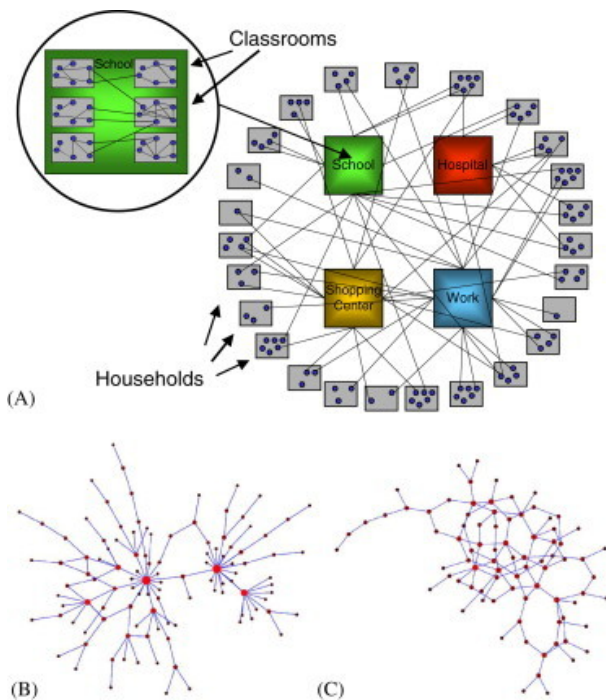 Classrooms
School
School
Hospital
Shopping
Center
Work
Households
(A)
(B)
(C)